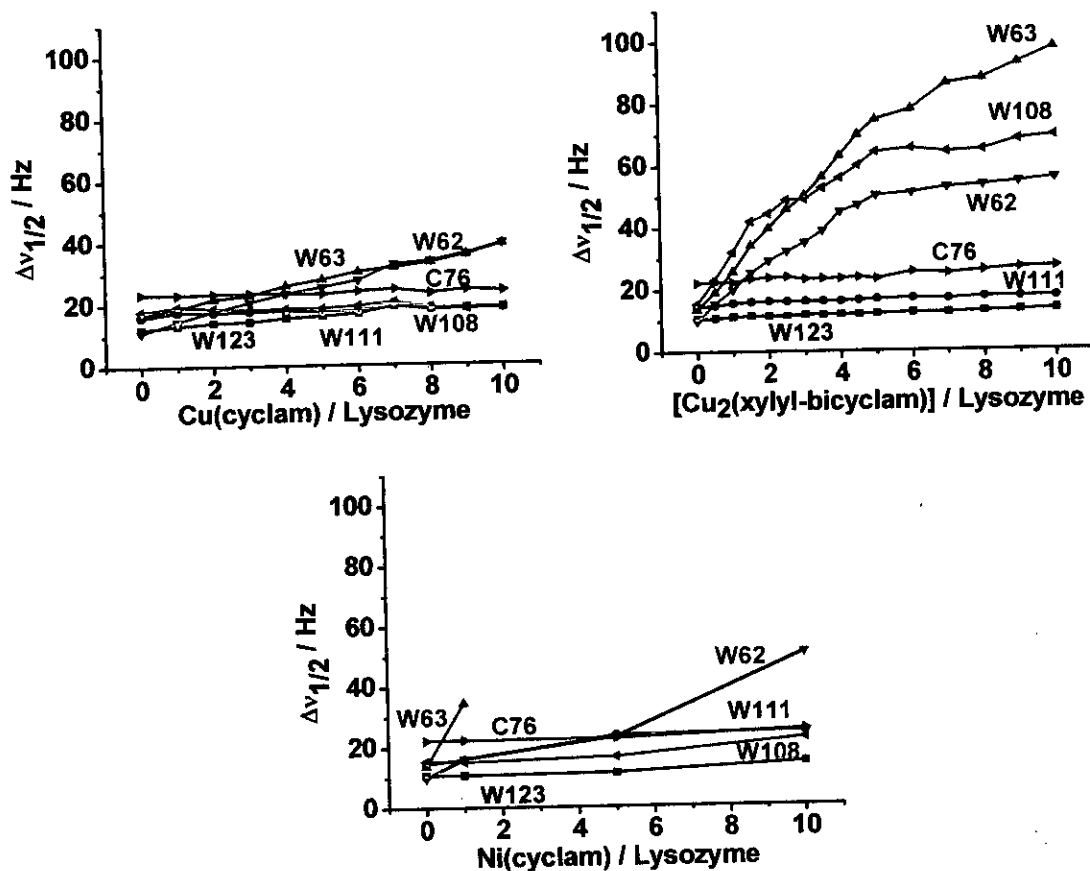 Δν1/2 / Hz
100
80
60
40
20
0
W63
W62
C76
W123
W111
W108
0 2 4 6 8 10
Cu(cyclam) / Lysozyme
Δν1/2 / Hz
100
80
60
40
20
0
W63
W108
W62
C76
W111
W123
0 2 4 6 8 10
[Cu2(xylyl-bicyclam)] / Lysozyme
Δν1/2 / Hz
100
80
60
40
20
0
W62
W63
C76
W111
W108
W123
0 2 4 6 8 10
Ni(cyclam) / Lysozyme